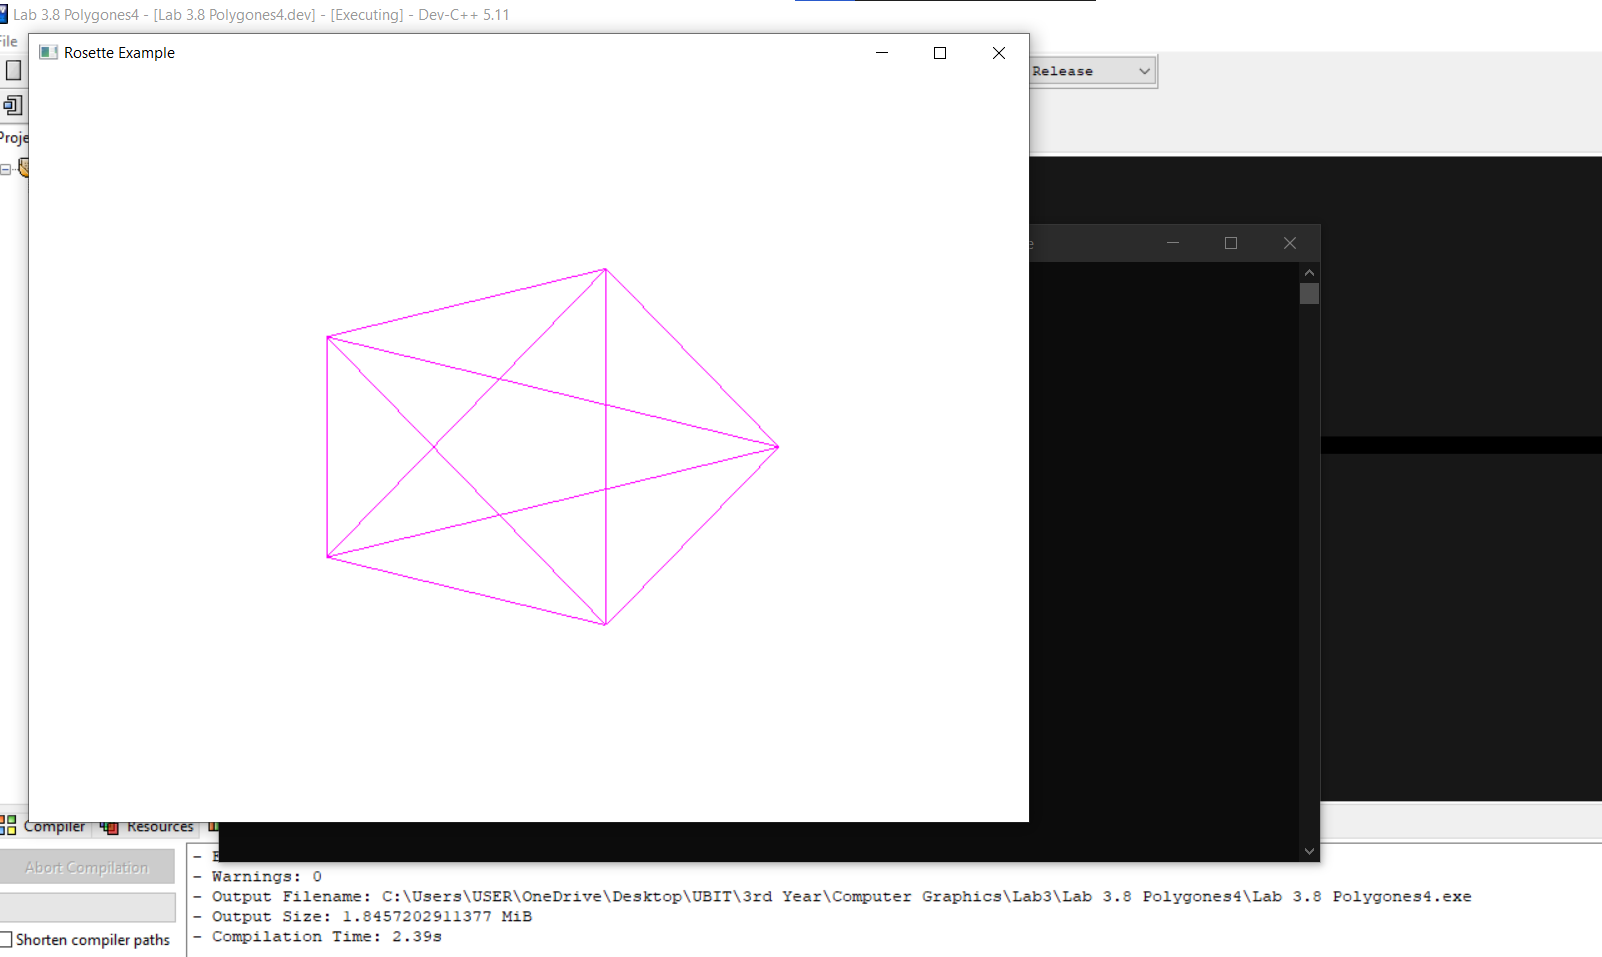 Lab 3.8 Polygones4 - [Lab 3.8 Polygones4.dev] - [Executing] - Dev-C++ 5.11
File
Rosette Example
Release
Compiler
Resources
Abort Compilation
- Warnings: 0
- Output Filename: C:\Users\USER\OneDrive\Desktop\UBIT\3rd Year\Computer Graphics\Lab3\Lab 3.8 Polygones4\Lab 3.8 Polygones4.exe
- Output Size: 1.8457202911377 MiB
- Compilation Time: 2.39s
Shorten compiler paths